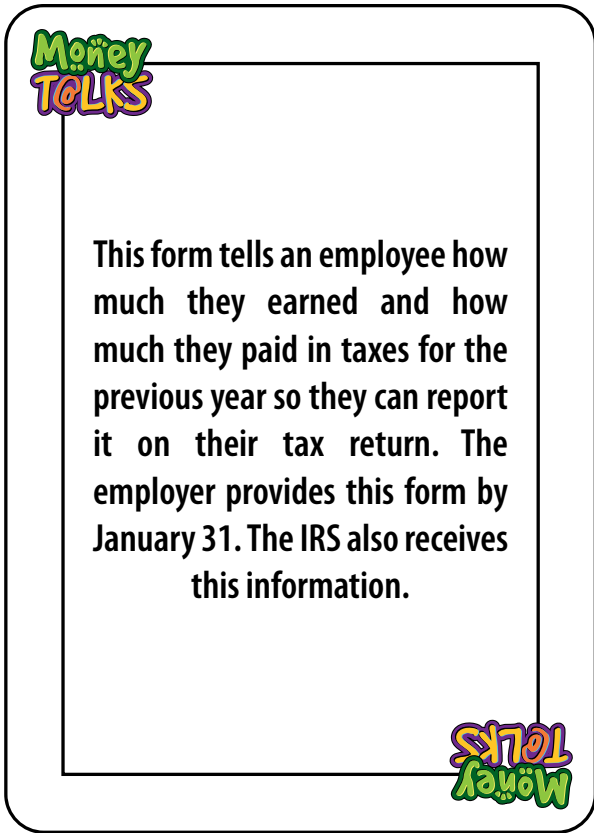 Money
T@LKS
This form tells an employee how
much they earned and how
much they paid in taxes for the
previous year so they can report
it on their tax return. The
employer provides this form by
January 31. The IRS also receives
this information.
Money
T@LKS